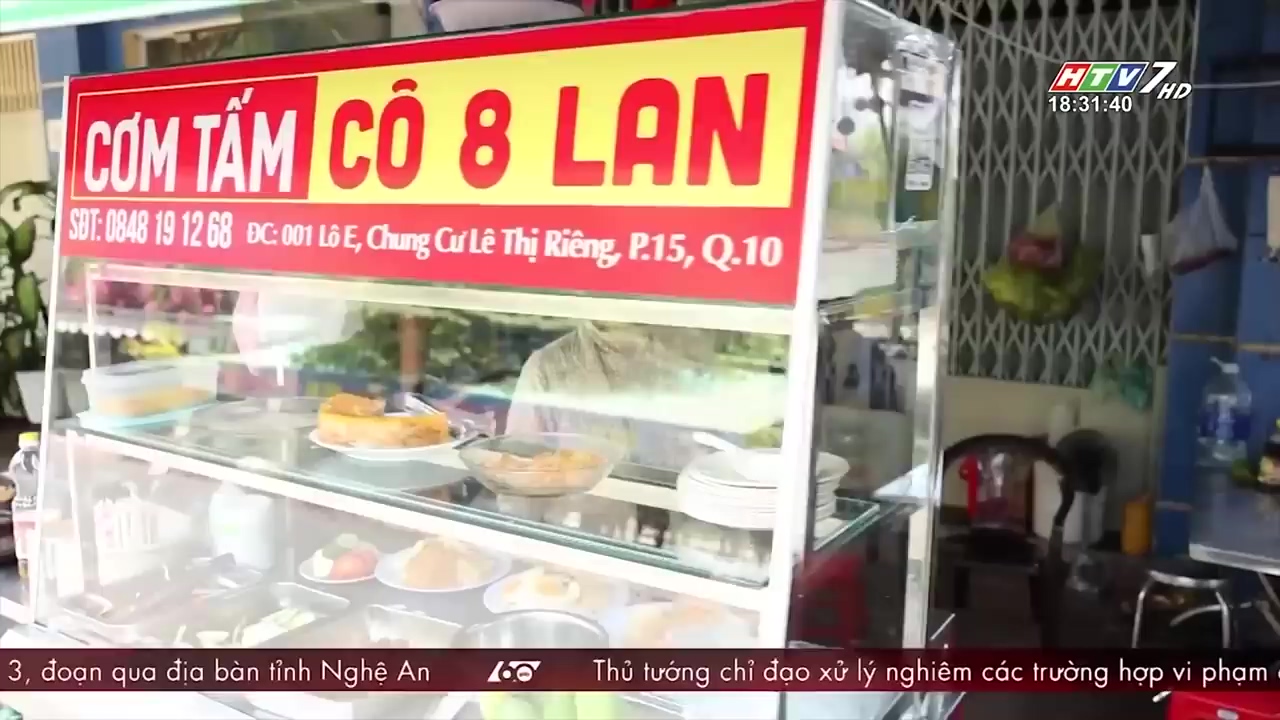 HTV7 HD
18:31:40
CƠM TẤM CÔ 8 LAN
SĐT: 0848 19 12 68 ĐC: 001 Lô E, Chung Cư Lê Thị Riêng, P.15, Q.10
3, đoạn qua địa bàn tỉnh Nghệ An 60 Thủ tướng chỉ đạo xử lý nghiêm các trường hợp vi phạm